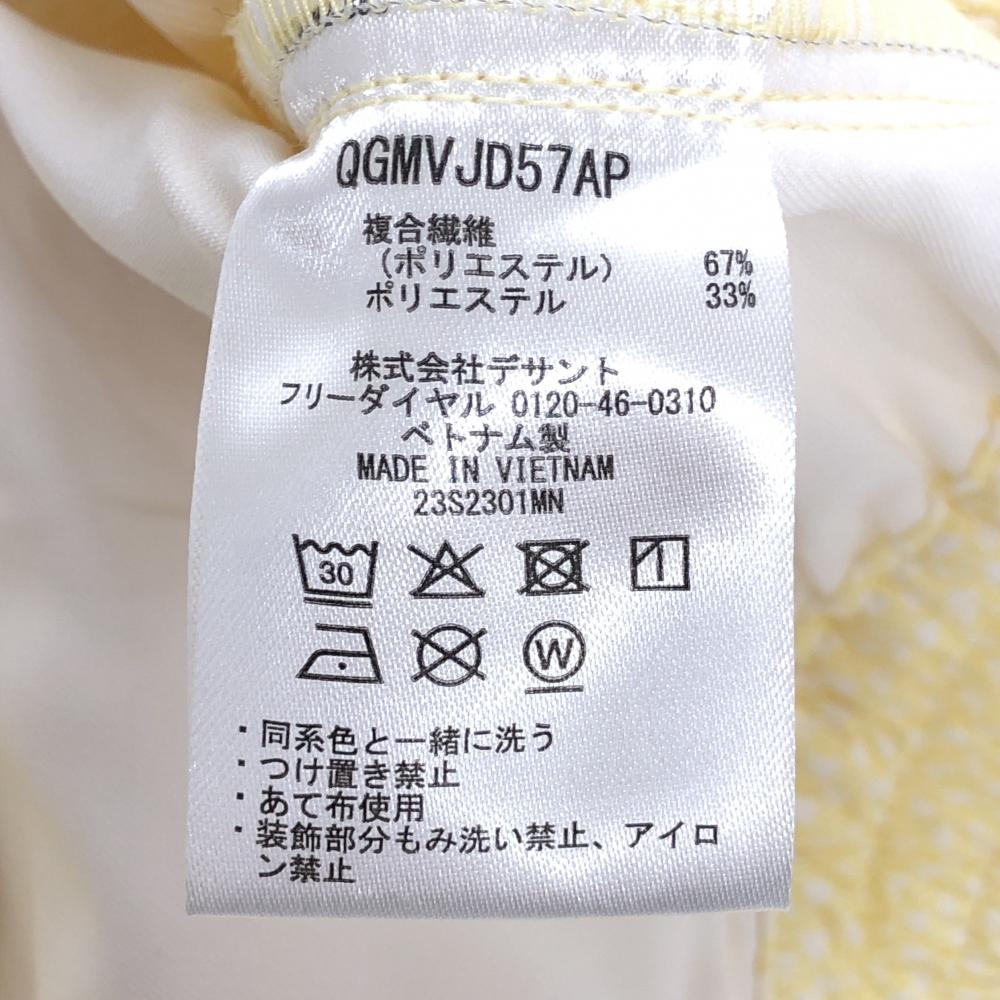 QGMVJD57AP
複合繊維
（ポリエステル） 67%
ポリエステル 33%
株式会社デサント
フリーダイヤル 0120-46-0310
ベトナム製
MADE IN VIETNAM
23S2301MN
30
W
・同系色と一緒に洗う
・つけ置き禁止
・あて布使用
・装飾部分もみ洗い禁止、アイロ
ン禁止